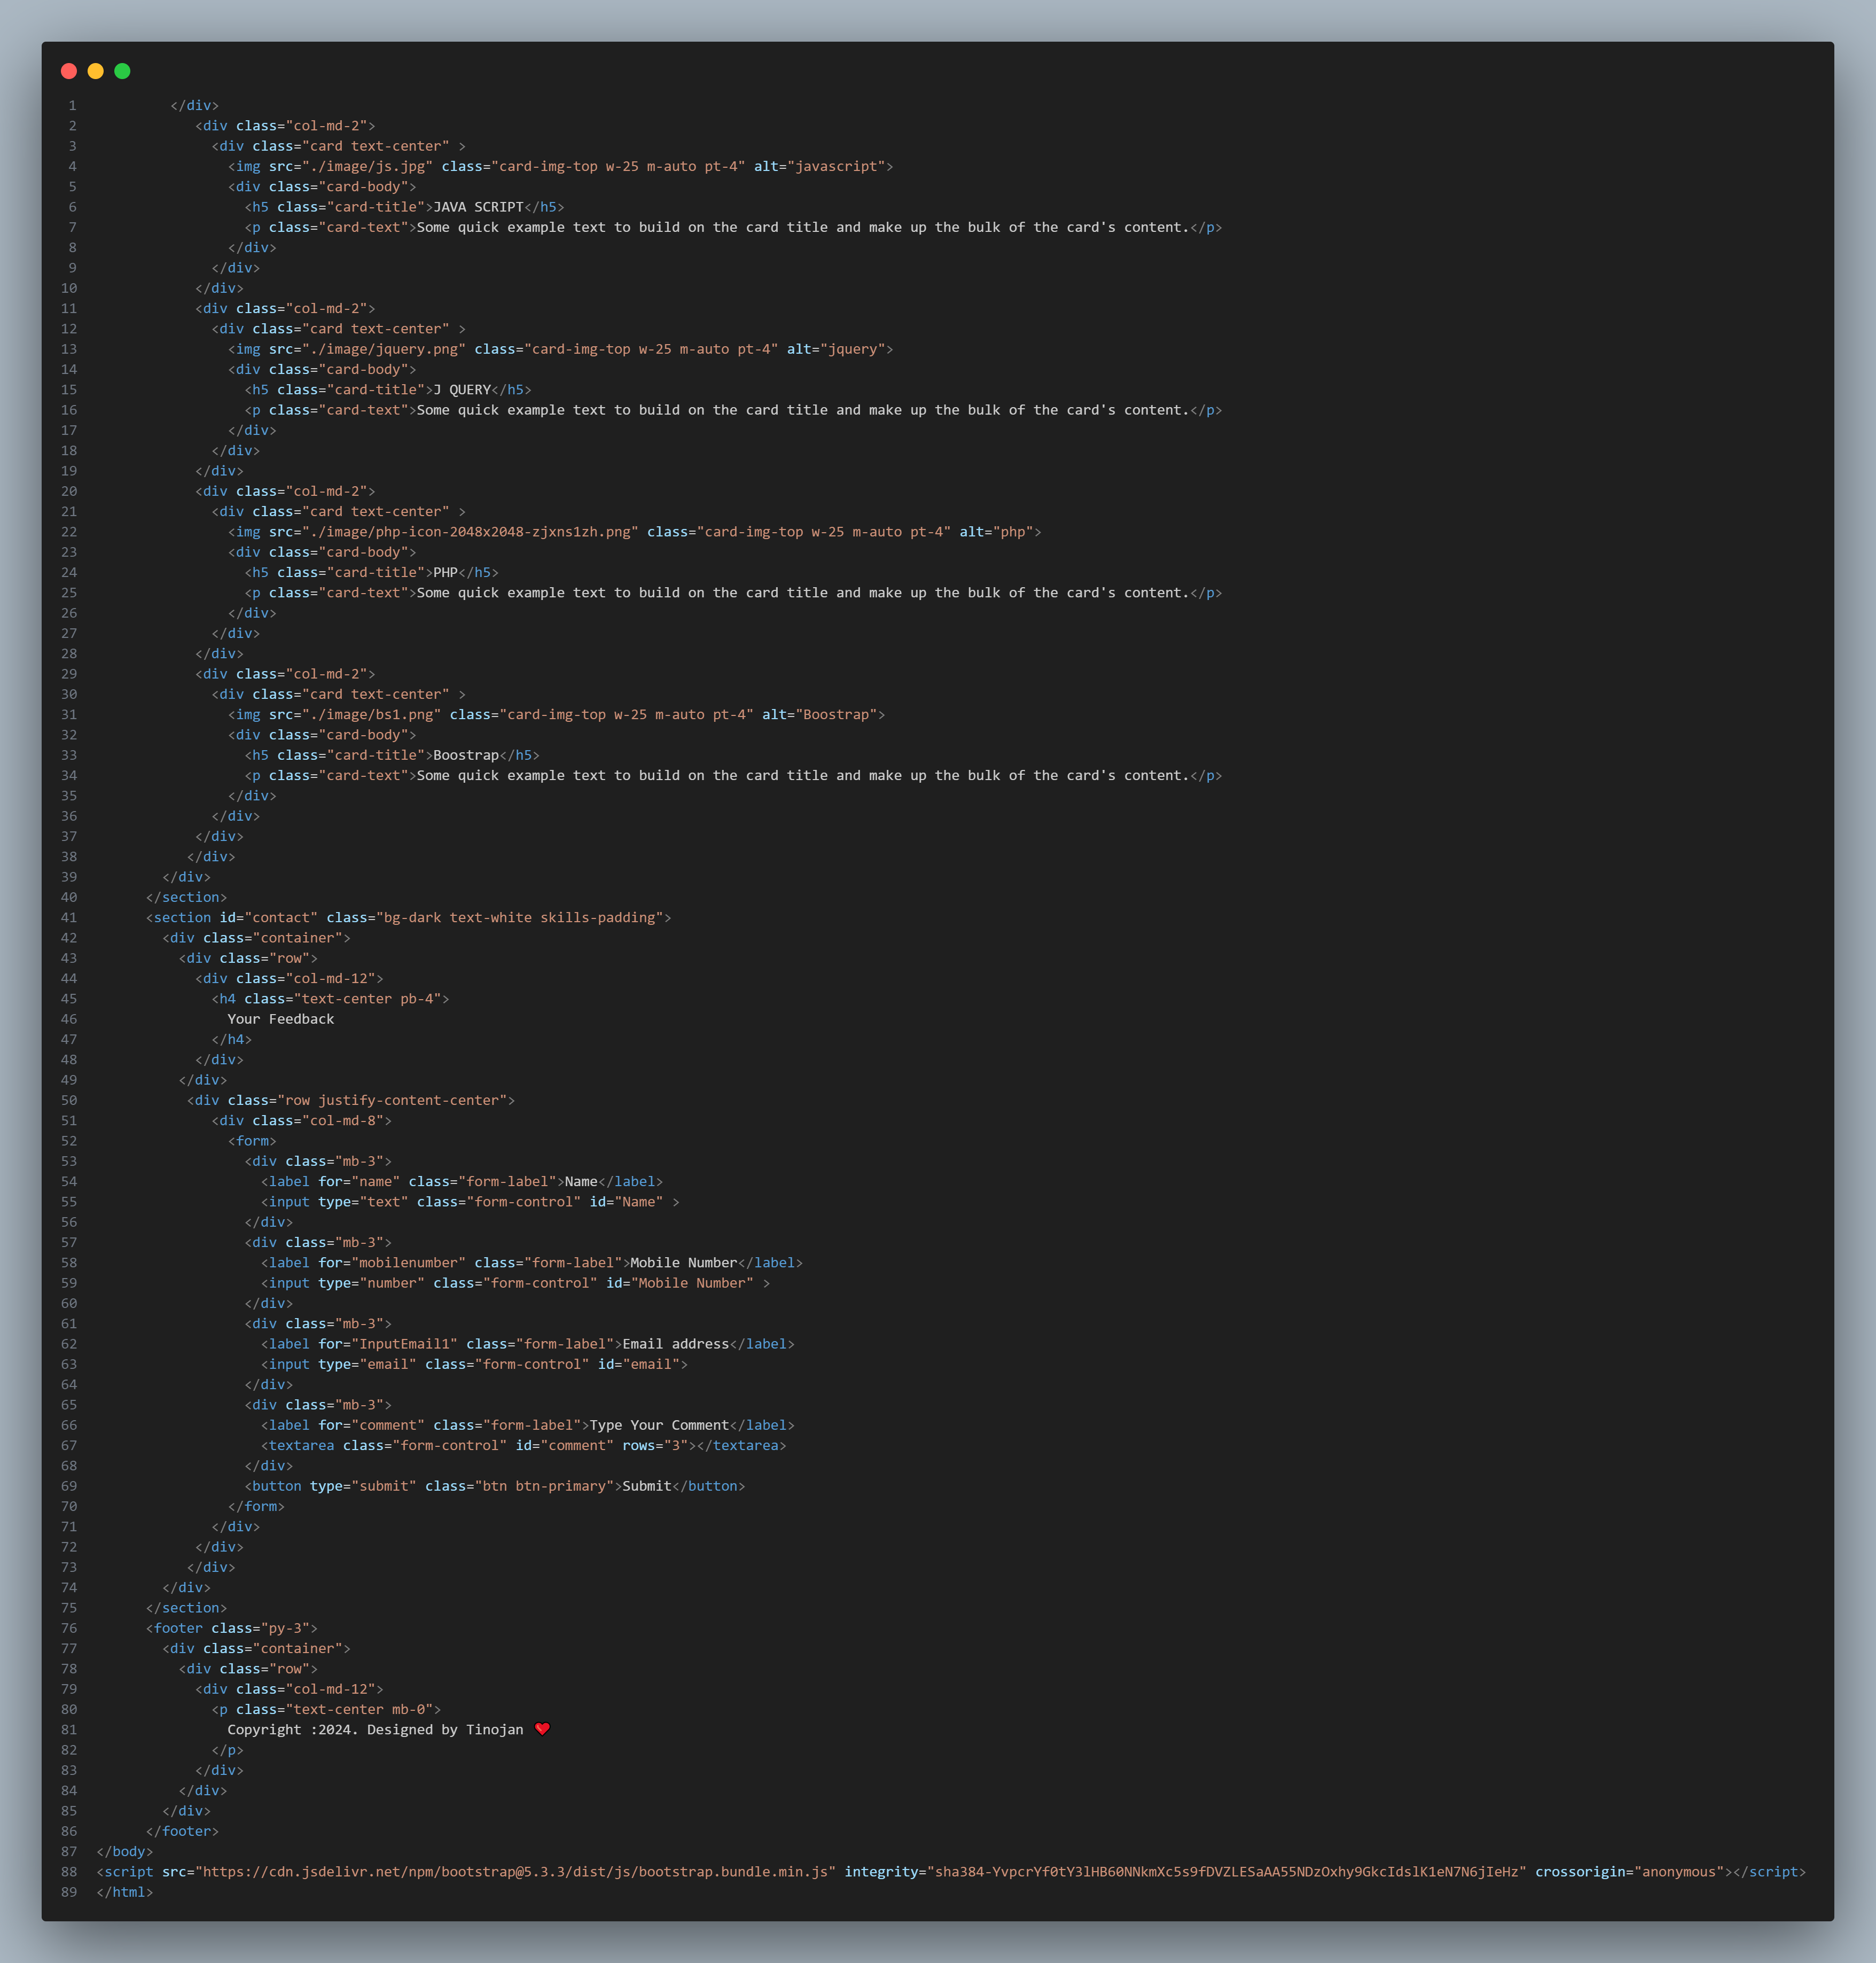 1 </div>
2 <div class="col-md-2">
3 <div class="card text-center" >
4 <img src="./image/js.jpg" class="card-img-top w-25 m-auto pt-4" alt="javascript">
5 <div class="card-body">
6 <h5 class="card-title">JAVA SCRIPT</h5>
7 <p class="card-text">Some quick example text to build on the card title and make up the bulk of the card's content.</p>
8 </div>
9 </div>
10 </div>
11 <div class="col-md-2">
12 <div class="card text-center" >
13 <img src="./image/jquery.png" class="card-img-top w-25 m-auto pt-4" alt="jquery">
14 <div class="card-body">
15 <h5 class="card-title">J QUERY</h5>
16 <p class="card-text">Some quick example text to build on the card title and make up the bulk of the card's content.</p>
17 </div>
18 </div>
19 </div>
20 <div class="col-md-2">
21 <div class="card text-center" >
22 <img src="./image/php-icon-2048x2048-zjxns1zh.png" class="card-img-top w-25 m-auto pt-4" alt="php">
23 <div class="card-body">
24 <h5 class="card-title">PHP</h5>
25 <p class="card-text">Some quick example text to build on the card title and make up the bulk of the card's content.</p>
26 </div>
27 </div>
28 </div>
29 <div class="col-md-2">
30 <div class="card text-center" >
31 <img src="./image/bs1.png" class="card-img-top w-25 m-auto pt-4" alt="Boostrap">
32 <div class="card-body">
33 <h5 class="card-title">Boostrap</h5>
34 <p class="card-text">Some quick example text to build on the card title and make up the bulk of the card's content.</p>
35 </div>
36 </div>
37 </div>
38 </div>
39 </div>
40 </section>
41 <section id="contact" class="bg-dark text-white skills-padding">
42 <div class="container">
43 <div class="row">
44 <div class="col-md-12">
45 <h4 class="text-center pb-4">
46 Your Feedback
47 </h4>
48 </div>
49 </div>
50 <div class="row justify-content-center">
51 <div class="col-md-8">
52 <form>
53 <div class="mb-3">
54 <label for="name" class="form-label">Name</label>
55 <input type="text" class="form-control" id="Name" >
56 </div>
57 <div class="mb-3">
58 <label for="mobilenumber" class="form-label">Mobile Number</label>
59 <input type="number" class="form-control" id="Mobile Number" >
60 </div>
61 <div class="mb-3">
62 <label for="InputEmail1" class="form-label">Email address</label>
63 <input type="email" class="form-control" id="email">
64 </div>
65 <div class="mb-3">
66 <label for="comment" class="form-label">Type Your Comment</label>
67 <textarea class="form-control" id="comment" rows="3"></textarea>
68 </div>
69 <button type="submit" class="btn btn-primary">Submit</button>
70 </form>
71 </div>
72 </div>
73 </div>
74 </div>
75 </section>
76 <footer class="py-3">
77 <div class="container">
78 <div class="row">
79 <div class="col-md-12">
80 <p class="text-center mb-0">
81 Copyright :2024. Designed by Tinojan ❤️
82 </p>
83 </div>
84 </div>
85 </div>
86 </footer>
87 </body>
88 <script src="https://cdn.jsdelivr.net/npm/bootstrap@5.3.3/dist/js/bootstrap.bundle.min.js" integrity="sha384-YvpcrYf0tY3lHB60NNkmXc5s9fDVZLESaAA55NDzOxhy9GkcIdslK1eN7N6jIeHz" crossorigin="anonymous"></script>
89 </html>